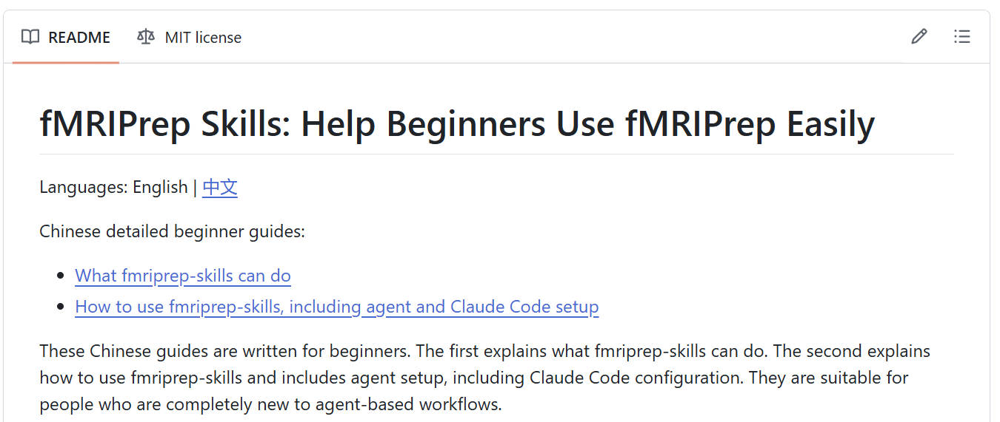 README MIT license
fMRIPrep Skills: Help Beginners Use fMRIPrep Easily
Languages: English | 中文
Chinese detailed beginner guides:
What fmriprep-skills can do
How to use fmriprep-skills, including agent and Claude Code setup
These Chinese guides are written for beginners. The first explains what fmriprep-skills can do. The second explains
how to use fmriprep-skills and includes agent setup, including Claude Code configuration. They are suitable for
people who are completely new to agent-based workflows.